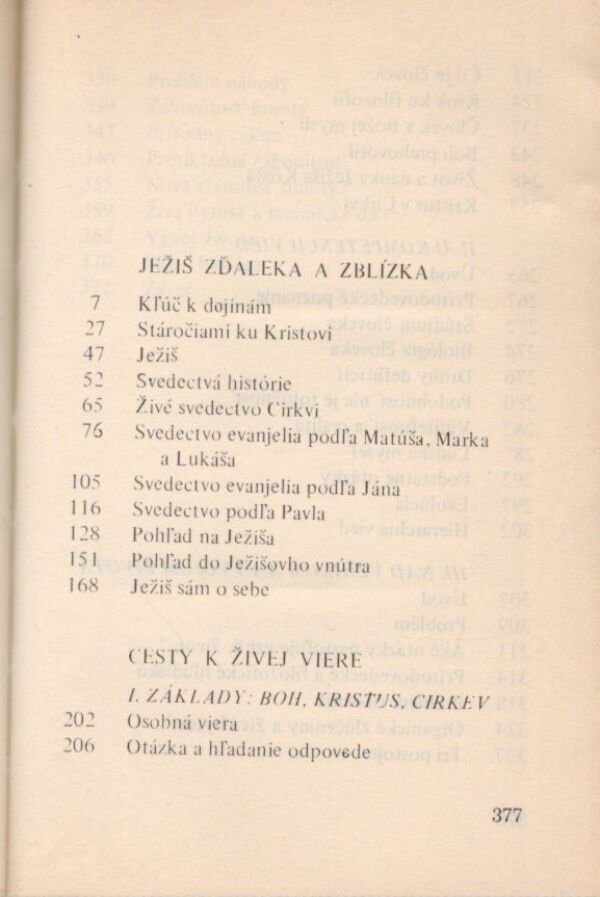 JEŽIŠ ZĎALEKA A ZBLÍZKA
7 Kľúč k dojinám
27 Stáročiami ku Kristovi
47 Ježiš
52 Svedectvá histórie
65 Živé svedectvo Cirkvi
76 Svedectvo evanjelia podľa Matúša, Marka
a Lukáša
105 Svedectvo evanjelia podľa Jána
116 Svedectvo podľa Pavla
128 Pohľad na Ježiša
151 Pohľad do Ježišovho vnútra
168 Ježiš sám o sebe
CESTY K ŽIVEJ VIERE
I. ZÁKLADY: BOH, KRISTUS, CIRKEV
202 Osobná viera
206 Otázka a hľadanie odpovede
377